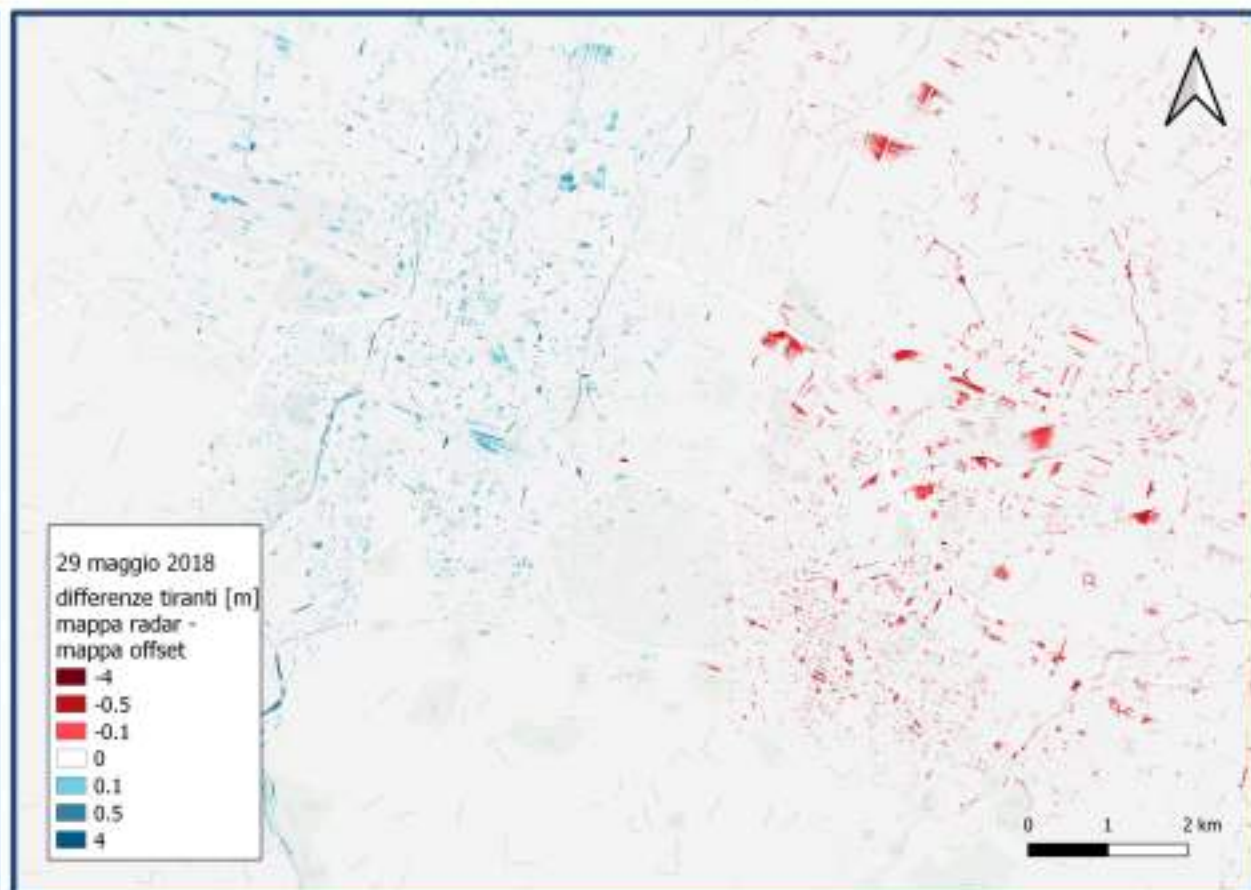 29 maggio 2018
differenze tiranti [m]
mappa radar -
mappa offset
-4
-0.5
-0.1
0
0.1
0.5
4
0 1 2 km